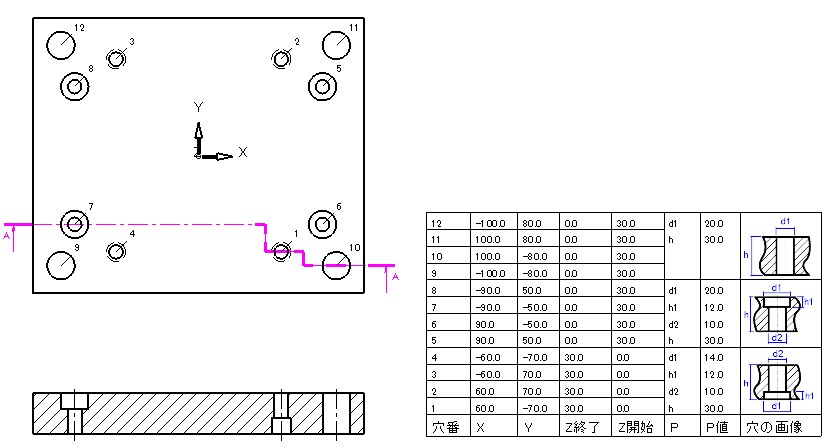 12
11
3
2
8
5
Y
X
7
6
A
4
1
9
10
A
12 -100.0 80.0 0.0 30.0 d1 20.0
11 100.0 80.0 0.0 30.0 h 30.0
10 100.0 -80.0 0.0 30.0
9 -100.0 -80.0 0.0 30.0
d1
h
8 -90.0 50.0 0.0 30.0 d1 20.0
7 -90.0 -50.0 0.0 30.0 h1 12.0
6 90.0 -50.0 0.0 30.0 d2 10.0
5 90.0 50.0 0.0 30.0 h 30.0
d1
h1
h
d2
4 -60.0 -70.0 30.0 0.0 d1 14.0
3 -60.0 70.0 30.0 0.0 h1 12.0
2 60.0 70.0 30.0 0.0 d2 10.0
1 60.0 -70.0 30.0 0.0 h 30.0
d2
h
h1
d1
穴番 X Y Z終了 Z開始 P P値 穴の画像